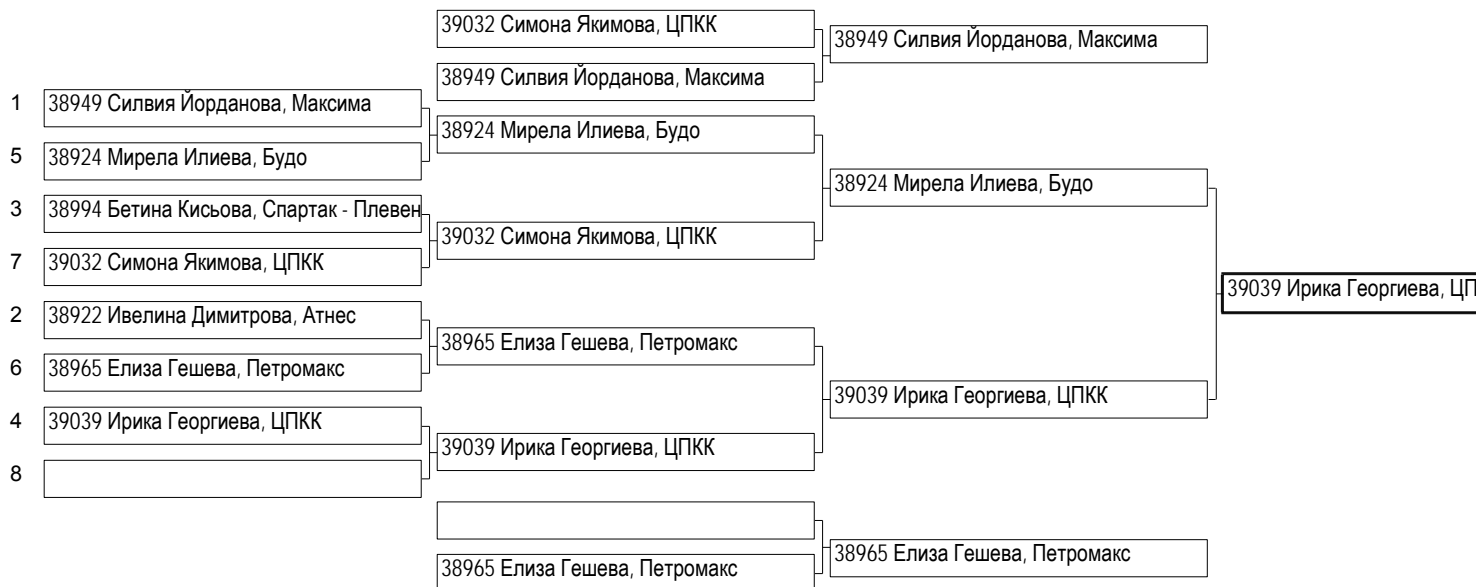 39032 Симона Якимова, ЦПКК
38949 Силвия Йорданова, Максима
38949 Силвия Йорданова, Максима
1 38949 Силвия Йорданова, Максима
38924 Мирела Илиева, Будо
5 38924 Мирела Илиева, Будо
38924 Мирела Илиева, Будо
3 38994 Бетина Кисьова, Спартак - Плевен
39032 Симона Якимова, ЦПКК
7 39032 Симона Якимова, ЦПКК
39039 Ирика Георгиева, ЦП
2 38922 Ивелина Димитрова, Атнес
38965 Елиза Гешева, Петромакс
6 38965 Елиза Гешева, Петромакс
39039 Ирика Георгиева, ЦПКК
4 39039 Ирика Георгиева, ЦПКК
39039 Ирика Георгиева, ЦПКК
8
38965 Елиза Гешева, Петромакс
38965 Елиза Гешева, Петромакс